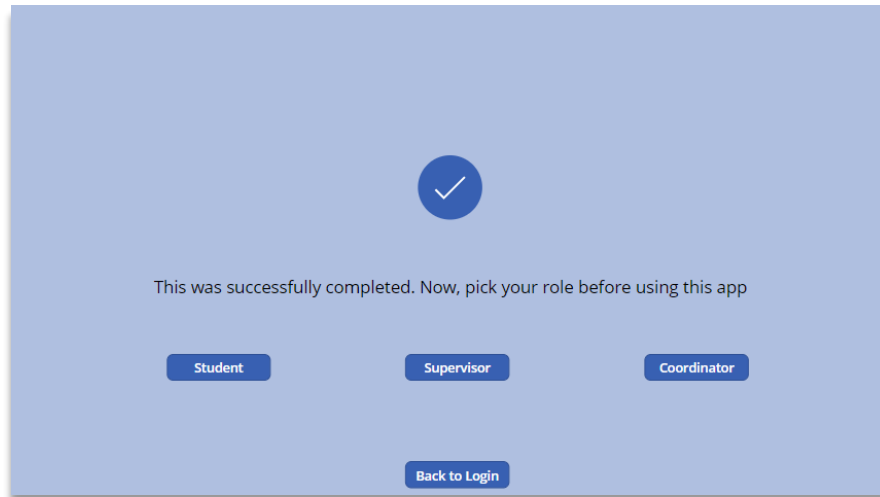 This was successfully completed. Now, pick your role before using this app
Student
Supervisor
Coordinator
Back to Login